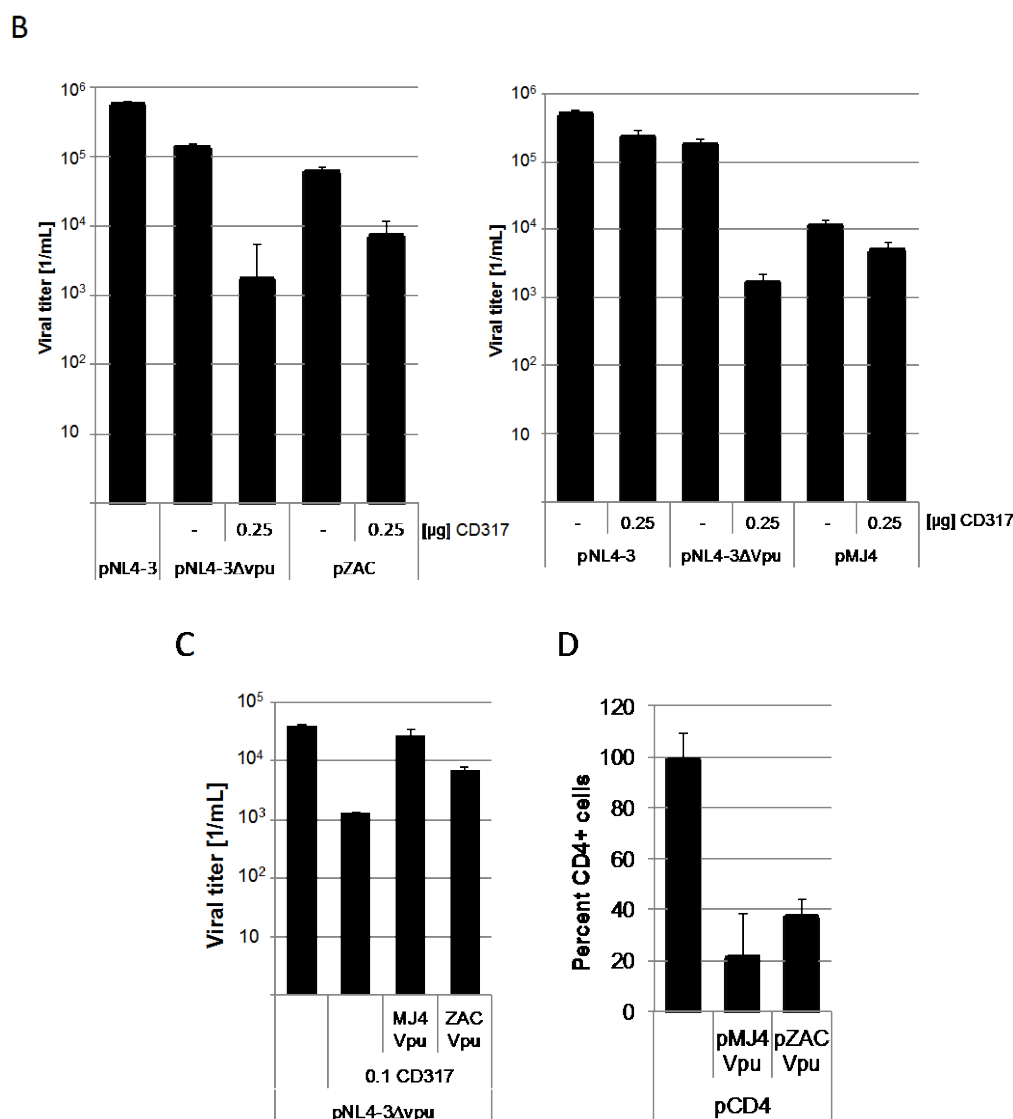 B
10⁶
10⁵
10⁴
10³
10²
10
Viral titer [1/mL]
- 0.25 - 0.25 [µg] CD317
pNL4-3 pNL4-3Δvpu pZAC
10⁶
10⁵
10⁴
10³
10²
10
Viral titer [1/mL]
- 0.25 - 0.25 - 0.25 [µg] CD317
pNL4-3 pNL4-3ΔVpu pMJ4
C
10⁵
10⁴
10³
10²
10
Viral titer [1/mL]
MJ4 ZAC
Vpu Vpu
0.1 CD317
pNL4-3Δvpu
D
120
100
80
60
40
20
0
Percent CD4+ cells
pMJ4 pZAC
Vpu Vpu
pCD4